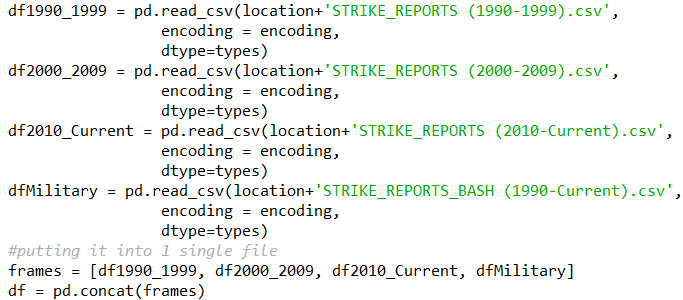 df1990_1999 = pd.read_csv(location+'STRIKE_REPORTS (1990-1999).csv',
encoding = encoding,
dtype=types)
df2000_2009 = pd.read_csv(location+'STRIKE_REPORTS (2000-2009).csv',
encoding = encoding,
dtype=types)
df2010_Current = pd.read_csv(location+'STRIKE_REPORTS (2010-Current).csv',
encoding = encoding,
dtype=types)
dfMilitary = pd.read_csv(location+'STRIKE_REPORTS_BASH (1990-Current).csv',
encoding = encoding,
dtype=types)
#putting it into 1 single file
frames = [df1990_1999, df2000_2009, df2010_Current, dfMilitary]
df = pd.concat(frames)